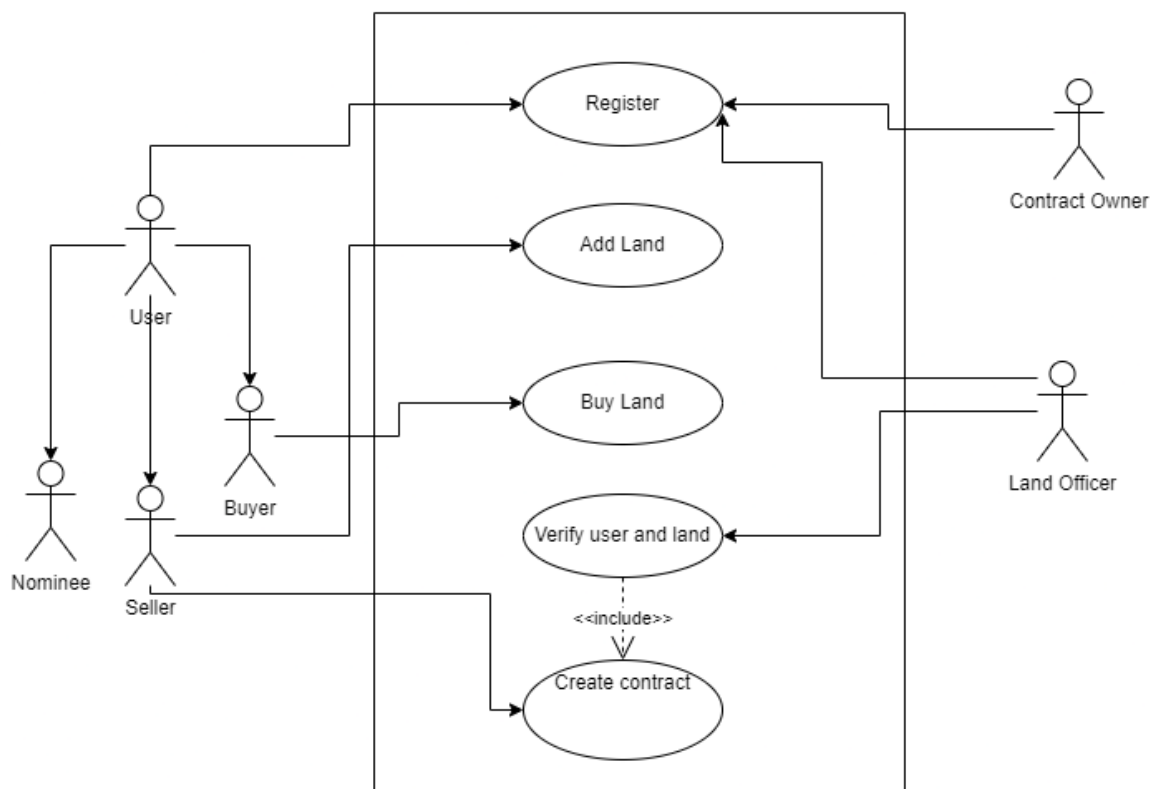 Register
Contract Owner
Add Land
User
Buy Land
Land Officer
Buyer
Verify user and land
Nominee
Seller
<<include>>
Create contract